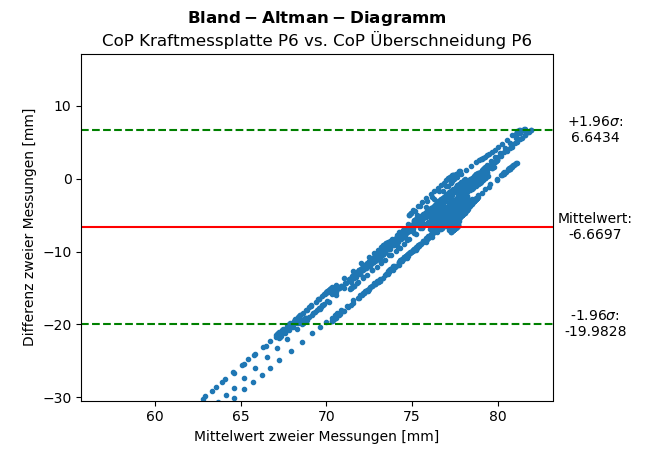 Bland − Altman − Diagramm
CoP Kraftmessplatte P6 vs. CoP Überschneidung P6
Differenz zweier Messungen [mm]
10
0
−10
−20
−30
+1.96σ:
6.6434
Mittelwert:
-6.6697
-1.96σ:
-19.9828
60 65 70 75 80
Mittelwert zweier Messungen [mm]